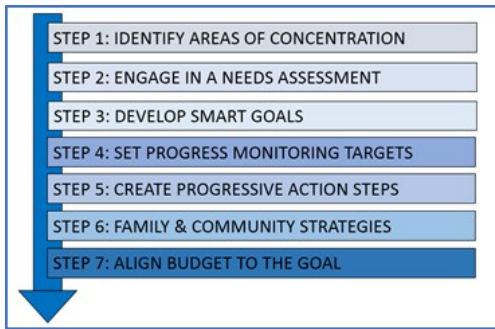 STEP 1: IDENTIFY AREAS OF CONCENTRATION
STEP 2: ENGAGE IN A NEEDS ASSESSMENT
STEP 3: DEVELOP SMART GOALS
STEP 4: SET PROGRESS MONITORING TARGETS
STEP 5: CREATE PROGRESSIVE ACTION STEPS
STEP 6: FAMILY & COMMUNITY STRATEGIES
STEP 7: ALIGN BUDGET TO THE GOAL